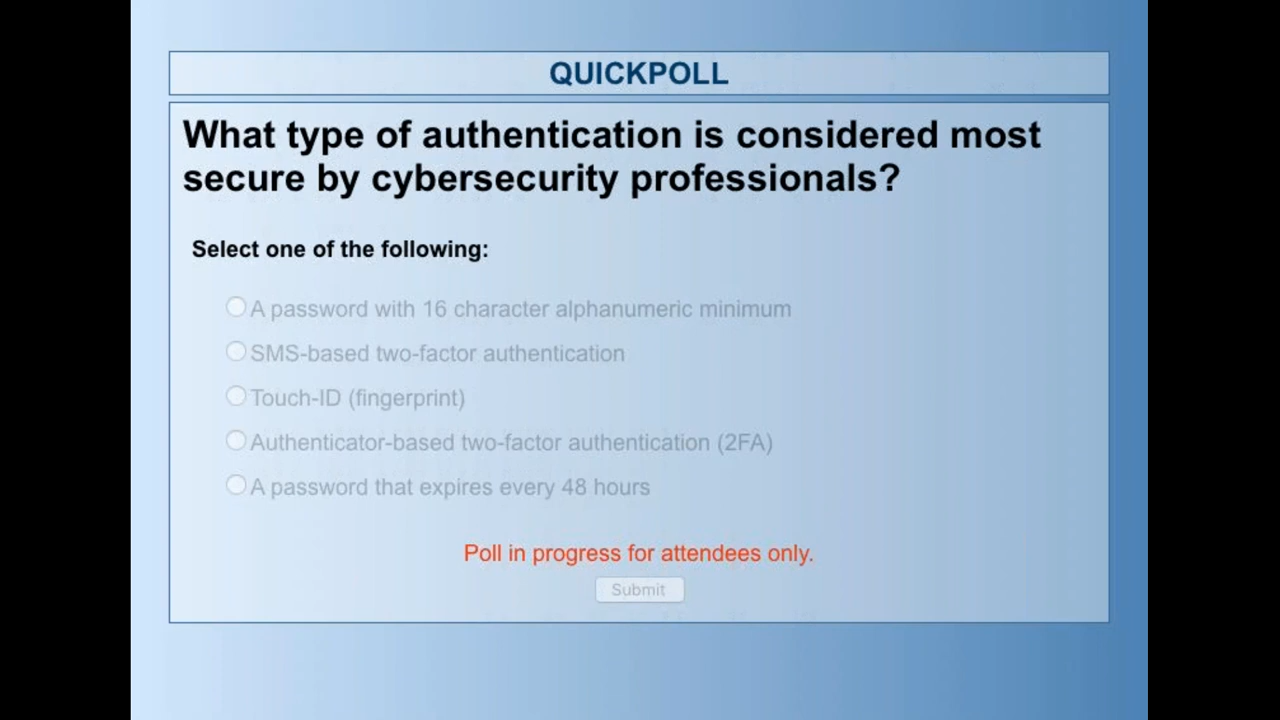 QUICKPOLL
What type of authentication is considered most
secure by cybersecurity professionals?
Select one of the following:
A password with 16 character alphanumeric minimum
SMS-based two-factor authentication
Touch-ID (fingerprint)
Authenticator-based two-factor authentication (2FA)
A password that expires every 48 hours
Poll in progress for attendees only.
Submit